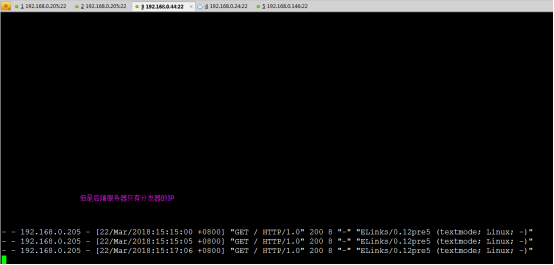 1 192.168.0.205:22 2 192.168.0.205:22 3 192.168.0.44:22 4 192.168.0.24:22 5 192.168.0.146:22
但是后端服务器只有分发器的IP
- - 192.168.0.205 - [22/Mar/2018:15:15:00 +0800] "GET / HTTP/1.0" 200 8 "-" "ELinks/0.12pre5 (textmode; Linux; -)"
- - 192.168.0.205 - [22/Mar/2018:15:15:05 +0800] "GET / HTTP/1.0" 200 8 "-" "ELinks/0.12pre5 (textmode; Linux; -)"
- - 192.168.0.205 - [22/Mar/2018:15:17:06 +0800] "GET / HTTP/1.0" 200 8 "-" "ELinks/0.12pre5 (textmode; Linux; -)"